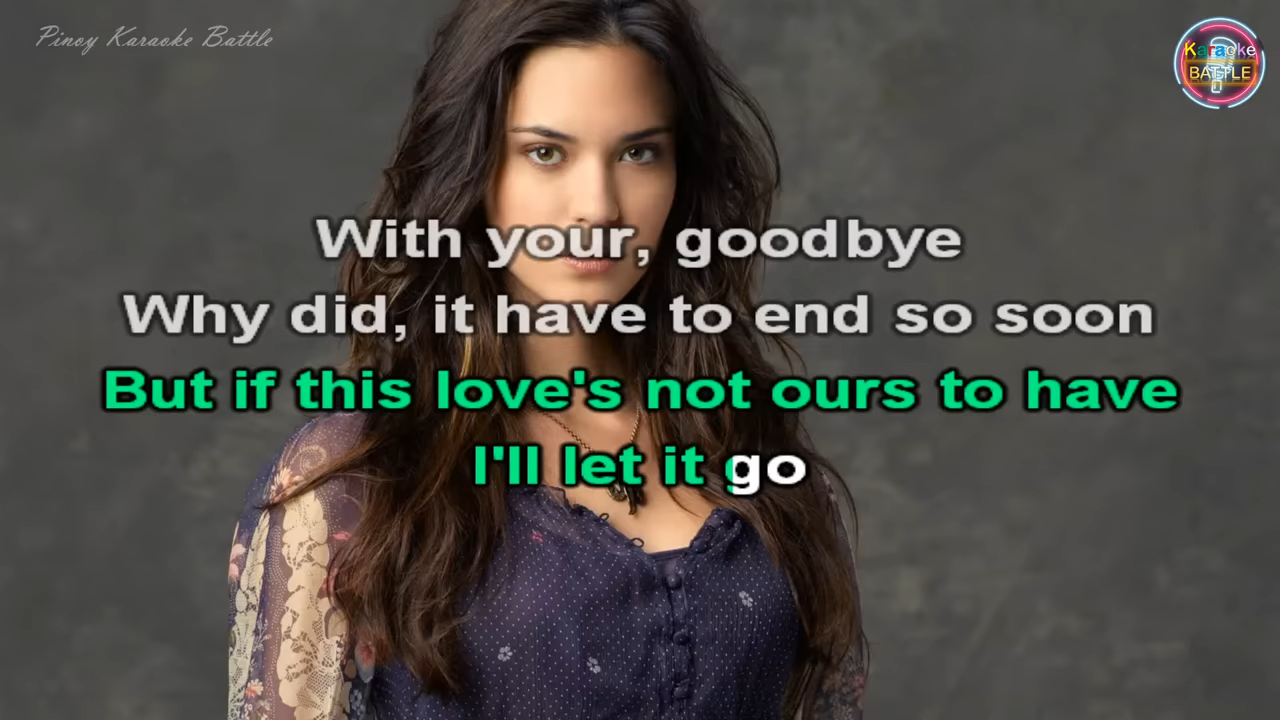 Pinoy Karaoke Battle
Karaoke
BATTLE
With your, goodbye
Why did, it have to end so soon
But if this love's not ours to have
I'll let it go